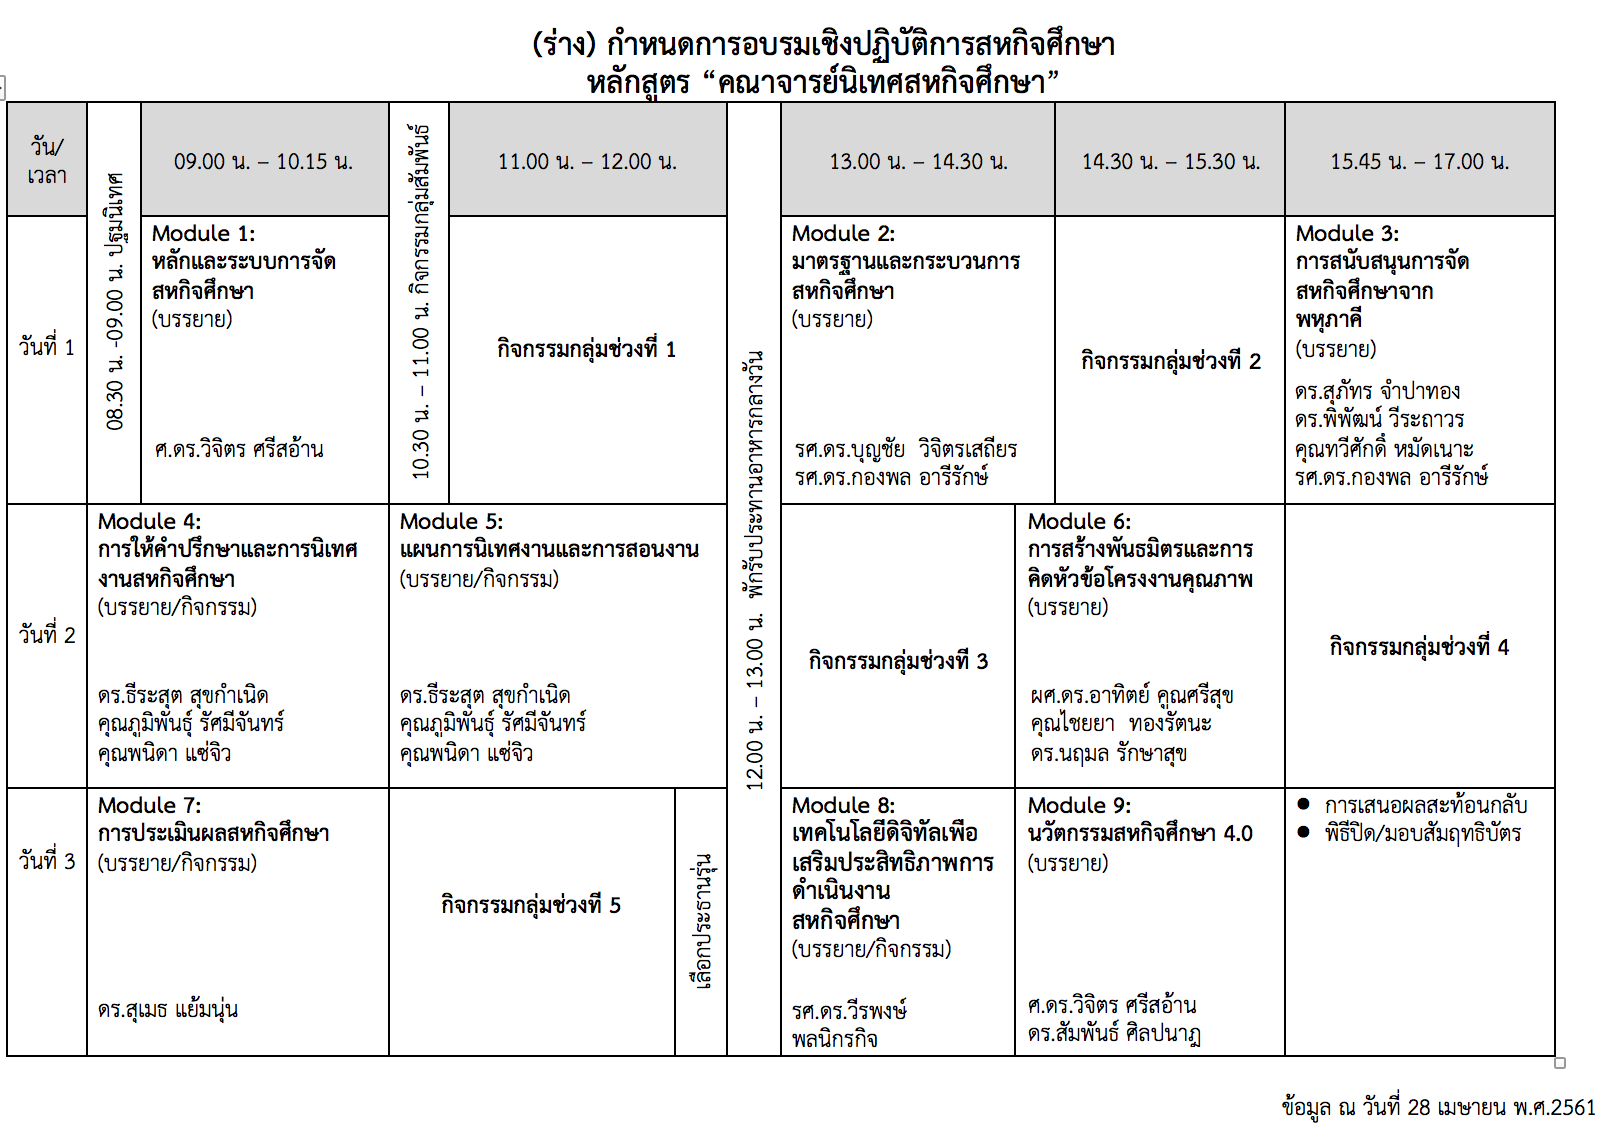 (ร่าง) กำหนดการอบรมเชิงปฏิบัติการสหกิจศึกษา
หลักสูตร “คณาจารย์นิเทศสหกิจศึกษา”
วัน/
เวลา
08.30 น. -09.00 น. ปฐมนิเทศ
09.00 น. – 10.15 น.
10.30 น. – 11.00 น. กิจกรรมกลุ่มสัมพันธ์
11.00 น. – 12.00 น.
12.00 น. – 13.00 น. พักรับประทานอาหารกลางวัน
13.00 น. – 14.30 น.
14.30 น. – 15.30 น.
15.45 น. – 17.00 น.
วันที่ 1
Module 1:
หลักและระบบการจัด
สหกิจศึกษา
(บรรยาย)
ศ.ดร.วิจิตร ศรีสอ้าน
กิจกรรมกลุ่มช่วงที่ 1
Module 2:
มาตรฐานและกระบวนการ
สหกิจศึกษา
(บรรยาย)
รศ.ดร.บุญชัย วิจิตรเสถียร
รศ.ดร.กองพล อารีรักษ์
กิจกรรมกลุ่มช่วงที่ 2
Module 3:
การสนับสนุนการจัด
สหกิจศึกษาจาก
พหุภาคี
(บรรยาย)
ดร.สุภัทร จำปาทอง
ดร.พิพัฒน์ วีระถาวร
คุณทวีศักดิ์ หมัดเนาะ
รศ.ดร.กองพล อารีรักษ์
วันที่ 2
Module 4:
การให้คำปรึกษาและการนิเทศ
งานสหกิจศึกษา
(บรรยาย/กิจกรรม)
ดร.ธีระสุต สุขกำเนิด
คุณภูมิพันธุ์ รัศมีจันทร์
คุณพนิดา แซ่จิว
Module 5:
แผนการนิเทศงานและการสอนงาน
(บรรยาย/กิจกรรม)
ดร.ธีระสุต สุขกำเนิด
คุณภูมิพันธุ์ รัศมีจันทร์
คุณพนิดา แซ่จิว
กิจกรรมกลุ่มช่วงที่ 3
Module 6:
การสร้างพันธมิตรและการ
คิดหัวข้อโครงงานคุณภาพ
(บรรยาย)
ผศ.ดร.อาทิตย์ คูณศรีสุข
คุณไชยยา ทองรัตนะ
ดร.นฤมล รักษาสุข
กิจกรรมกลุ่มช่วงที่ 4
วันที่ 3
Module 7:
การประเมินผลสหกิจศึกษา
(บรรยาย/กิจกรรม)
ดร.สุเมธ แย้มนุ่น
กิจกรรมกลุ่มช่วงที่ 5
เลือกประธานรุ่น
Module 8:
เทคโนโลยีดิจิทัลเพื่อ
เสริมประสิทธิภาพการ
ดำเนินงาน
สหกิจศึกษา
(บรรยาย/กิจกรรม)
รศ.ดร.วีรพงษ์
พลนิกรกิจ
Module 9:
นวัตกรรมสหกิจศึกษา 4.0
(บรรยาย)
ศ.ดร.วิจิตร ศรีสอ้าน
ดร.สัมพันธ์ ศิลปนาฎ
● การเสนอผลสะท้อนกลับ
● พิธีปิด/มอบสัมฤทธิบัตร
ข้อมูล ณ วันที่ 28 เมษายน พ.ศ.2561